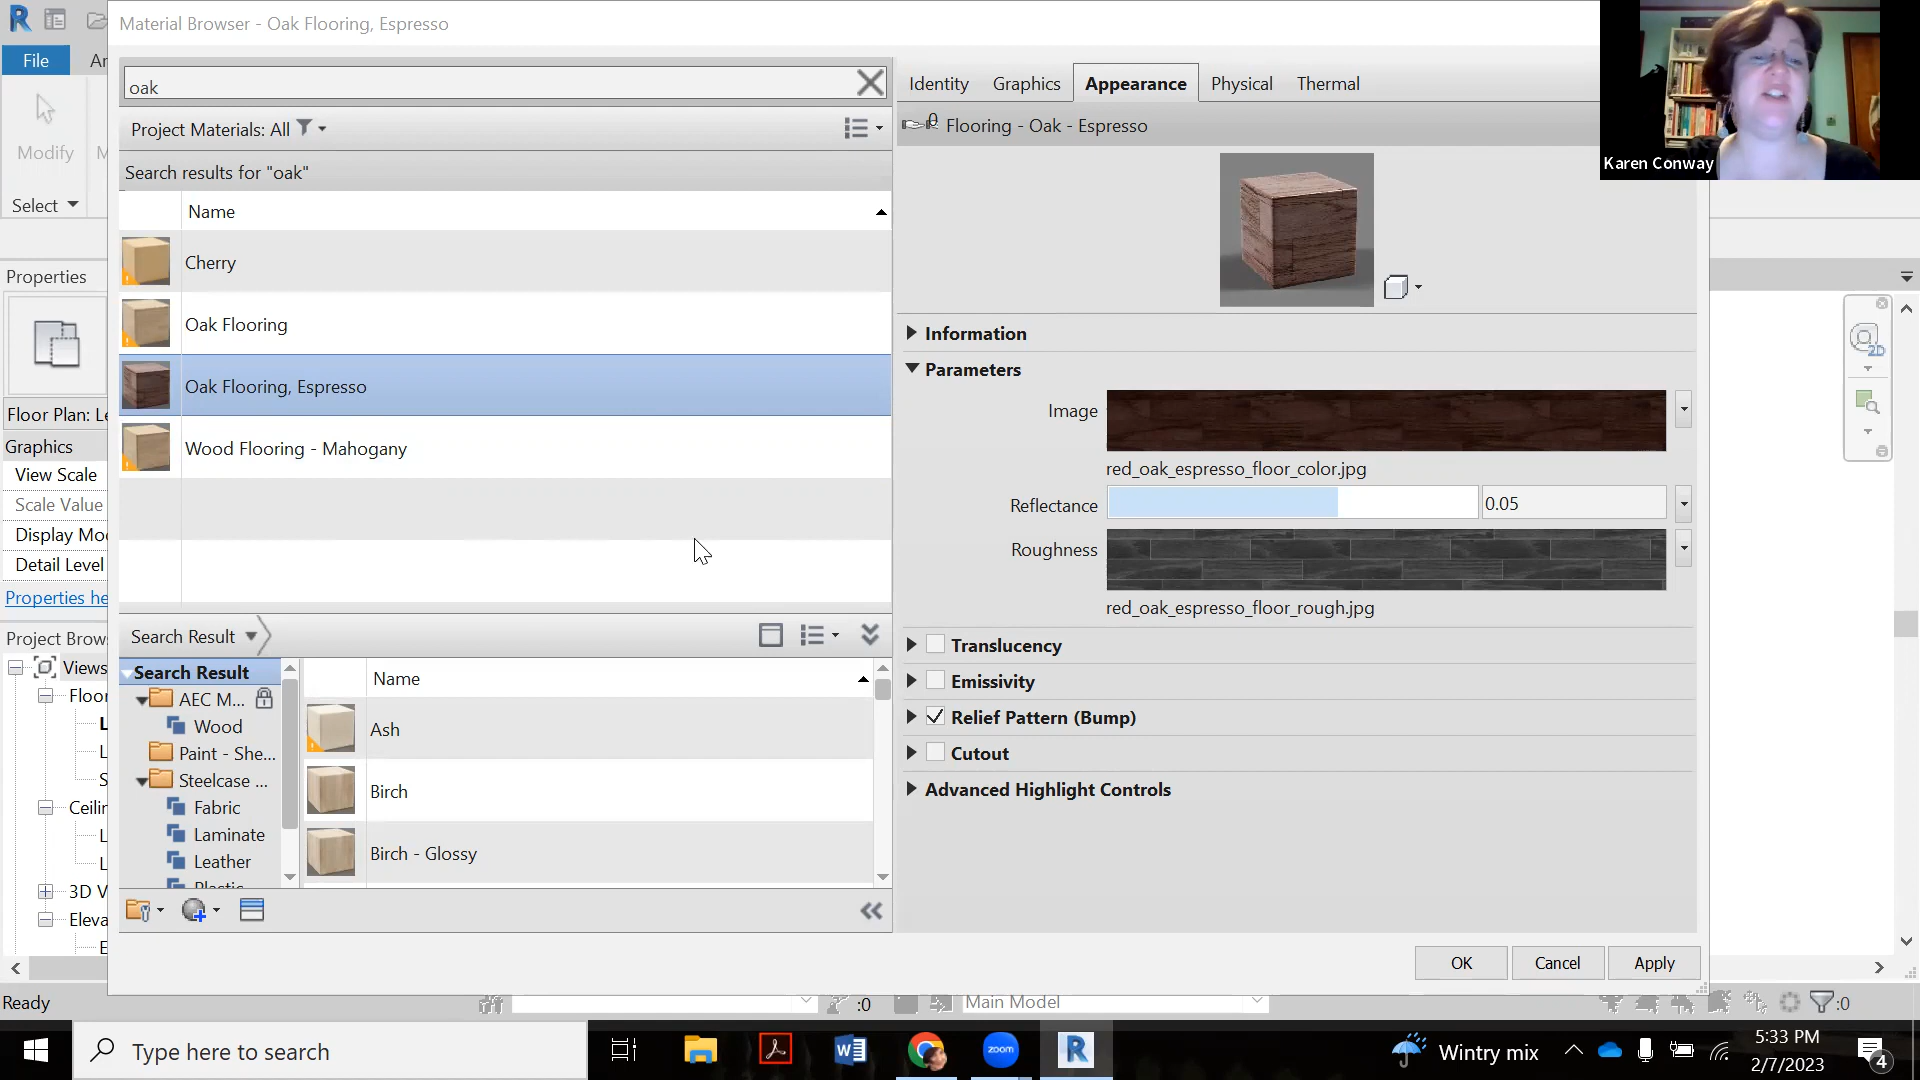 Material Browser - Oak Flooring, Espresso
File
Ar
Modify
M
Select
oak
Project Materials: All
Search results for "oak"
Name
Cherry
Oak Flooring
Oak Flooring, Espresso
Wood Flooring - Mahogany
Search Result
Search Result
AEC M...
Wood
Paint - She...
Steelcase ...
Fabric
Laminate
Leather
Plastic
Name
Ash
Birch
Birch - Glossy
Identity
Graphics
Appearance
Physical
Thermal
0
Flooring - Oak - Espresso
Information
Parameters
Image
red_oak_espresso_floor_color.jpg
Reflectance
0.05
Roughness
red_oak_espresso_floor_rough.jpg
Translucency
Emissivity
Relief Pattern (Bump)
Cutout
Advanced Highlight Controls
OK
Cancel
Apply
Karen Conway
2D
Properties
Floor Plan: Le
Graphics
View Scale
Scale Value
Display Mo
Detail Level
Properties he
Project Brow
Views
Floor
L
L
S
Ceilin
L
L
3D V
Eleva
E
Ready
:0
Main Model
:0
Type here to search
zoom
Wintry mix
5:33 PM
2/7/2023
4